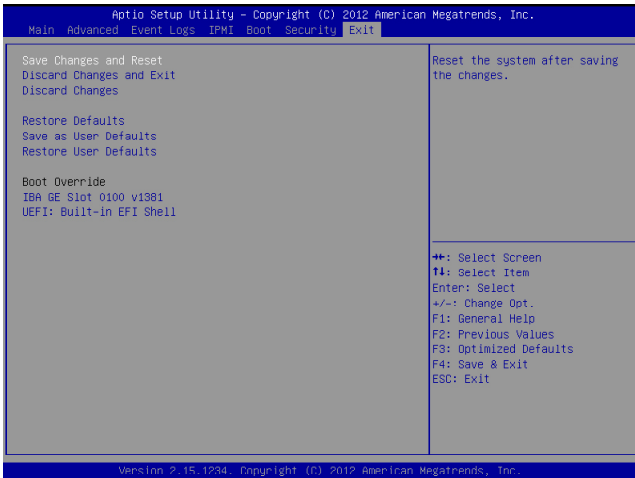 Aptio Setup Utility – Copyright (C) 2012 American Megatrends, Inc.
Main Advanced Event Logs IPMI Boot Security Exit
Save Changes and Reset
Discard Changes and Exit
Discard Changes
Restore Defaults
Save as User Defaults
Restore User Defaults
Boot Override
IBA GE Slot 0100 v1381
UEFI: Built-in EFI Shell
Reset the system after saving
the changes.
→←: Select Screen
↑↓: Select Item
Enter: Select
+/-: Change Opt.
F1: General Help
F2: Previous Values
F3: Optimized Defaults
F4: Save & Exit
ESC: Exit
Version 2.15.1234. Copyright (C) 2012 American Megatrends, Inc.